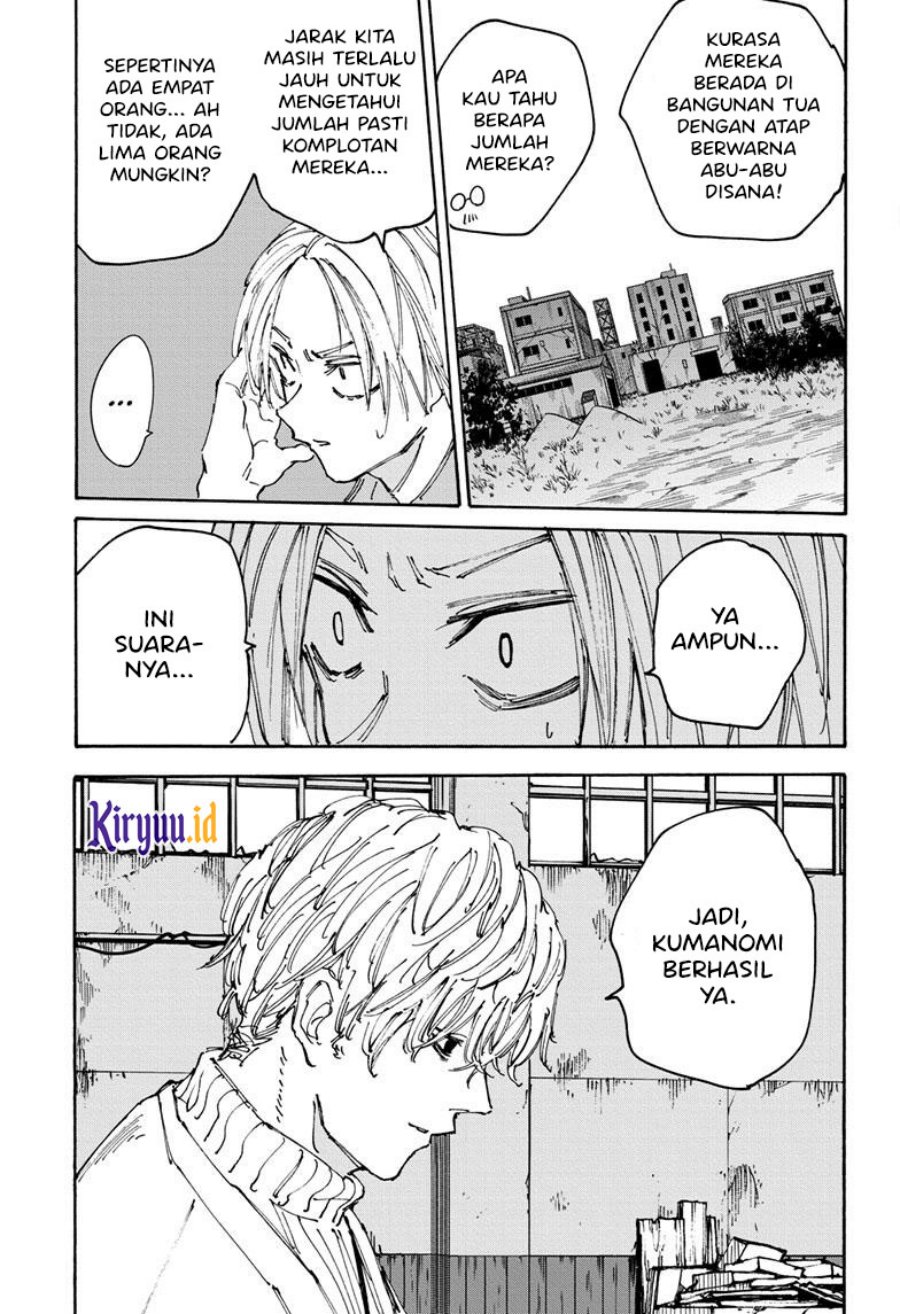 KURASA
MEREKA
BERADA DI
BANGUNAN TUA
DENGAN ATAP
BERWARNA
ABU-ABU
DISANA!
APA
KAU TAHU
BERAPA
JUMLAH
MEREKA?
JARAK KITA
MASIH TERLALU
JAUH UNTUK
MENGETAHUI
JUMLAH PASTI
KOMPLOTAN
MEREKA...
SEPERTINYA
ADA EMPAT
ORANG... AH
TIDAK, ADA
LIMA ORANG
MUNGKIN?
...
YA
AMPUN...
INI
SUARA-
NYA...
Kiryuu.id
JADI,
KUMANOMI
BERHASIL
YA.